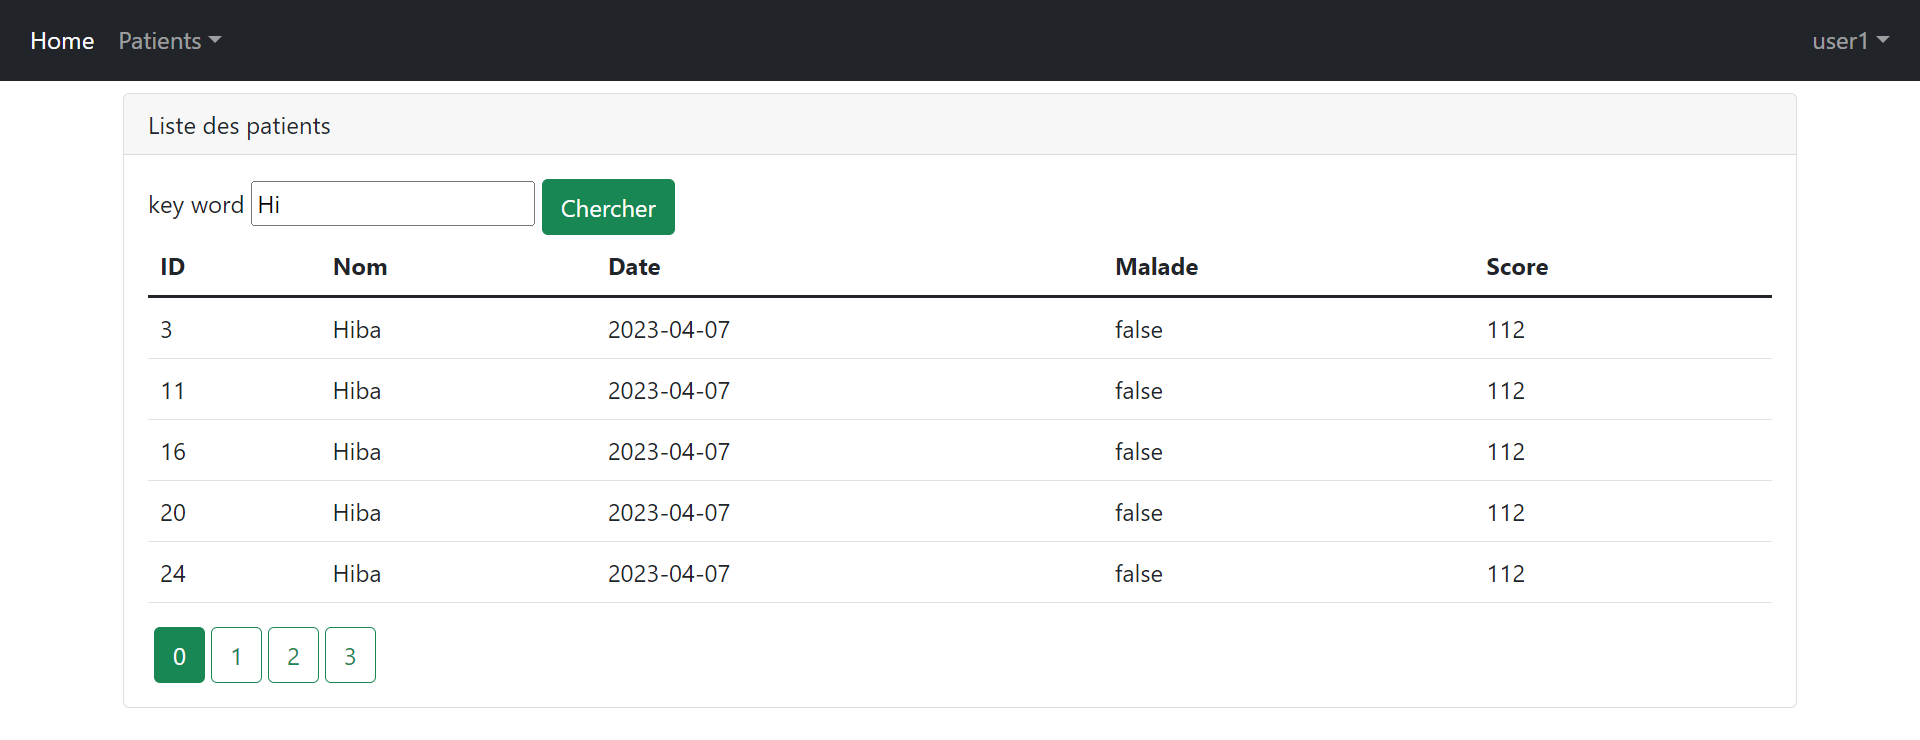 Home Patients user1
Liste des patients
key word Hi Chercher
ID Nom Date Malade Score
3 Hiba 2023-04-07 false 112
11 Hiba 2023-04-07 false 112
16 Hiba 2023-04-07 false 112
20 Hiba 2023-04-07 false 112
24 Hiba 2023-04-07 false 112
0 1 2 3